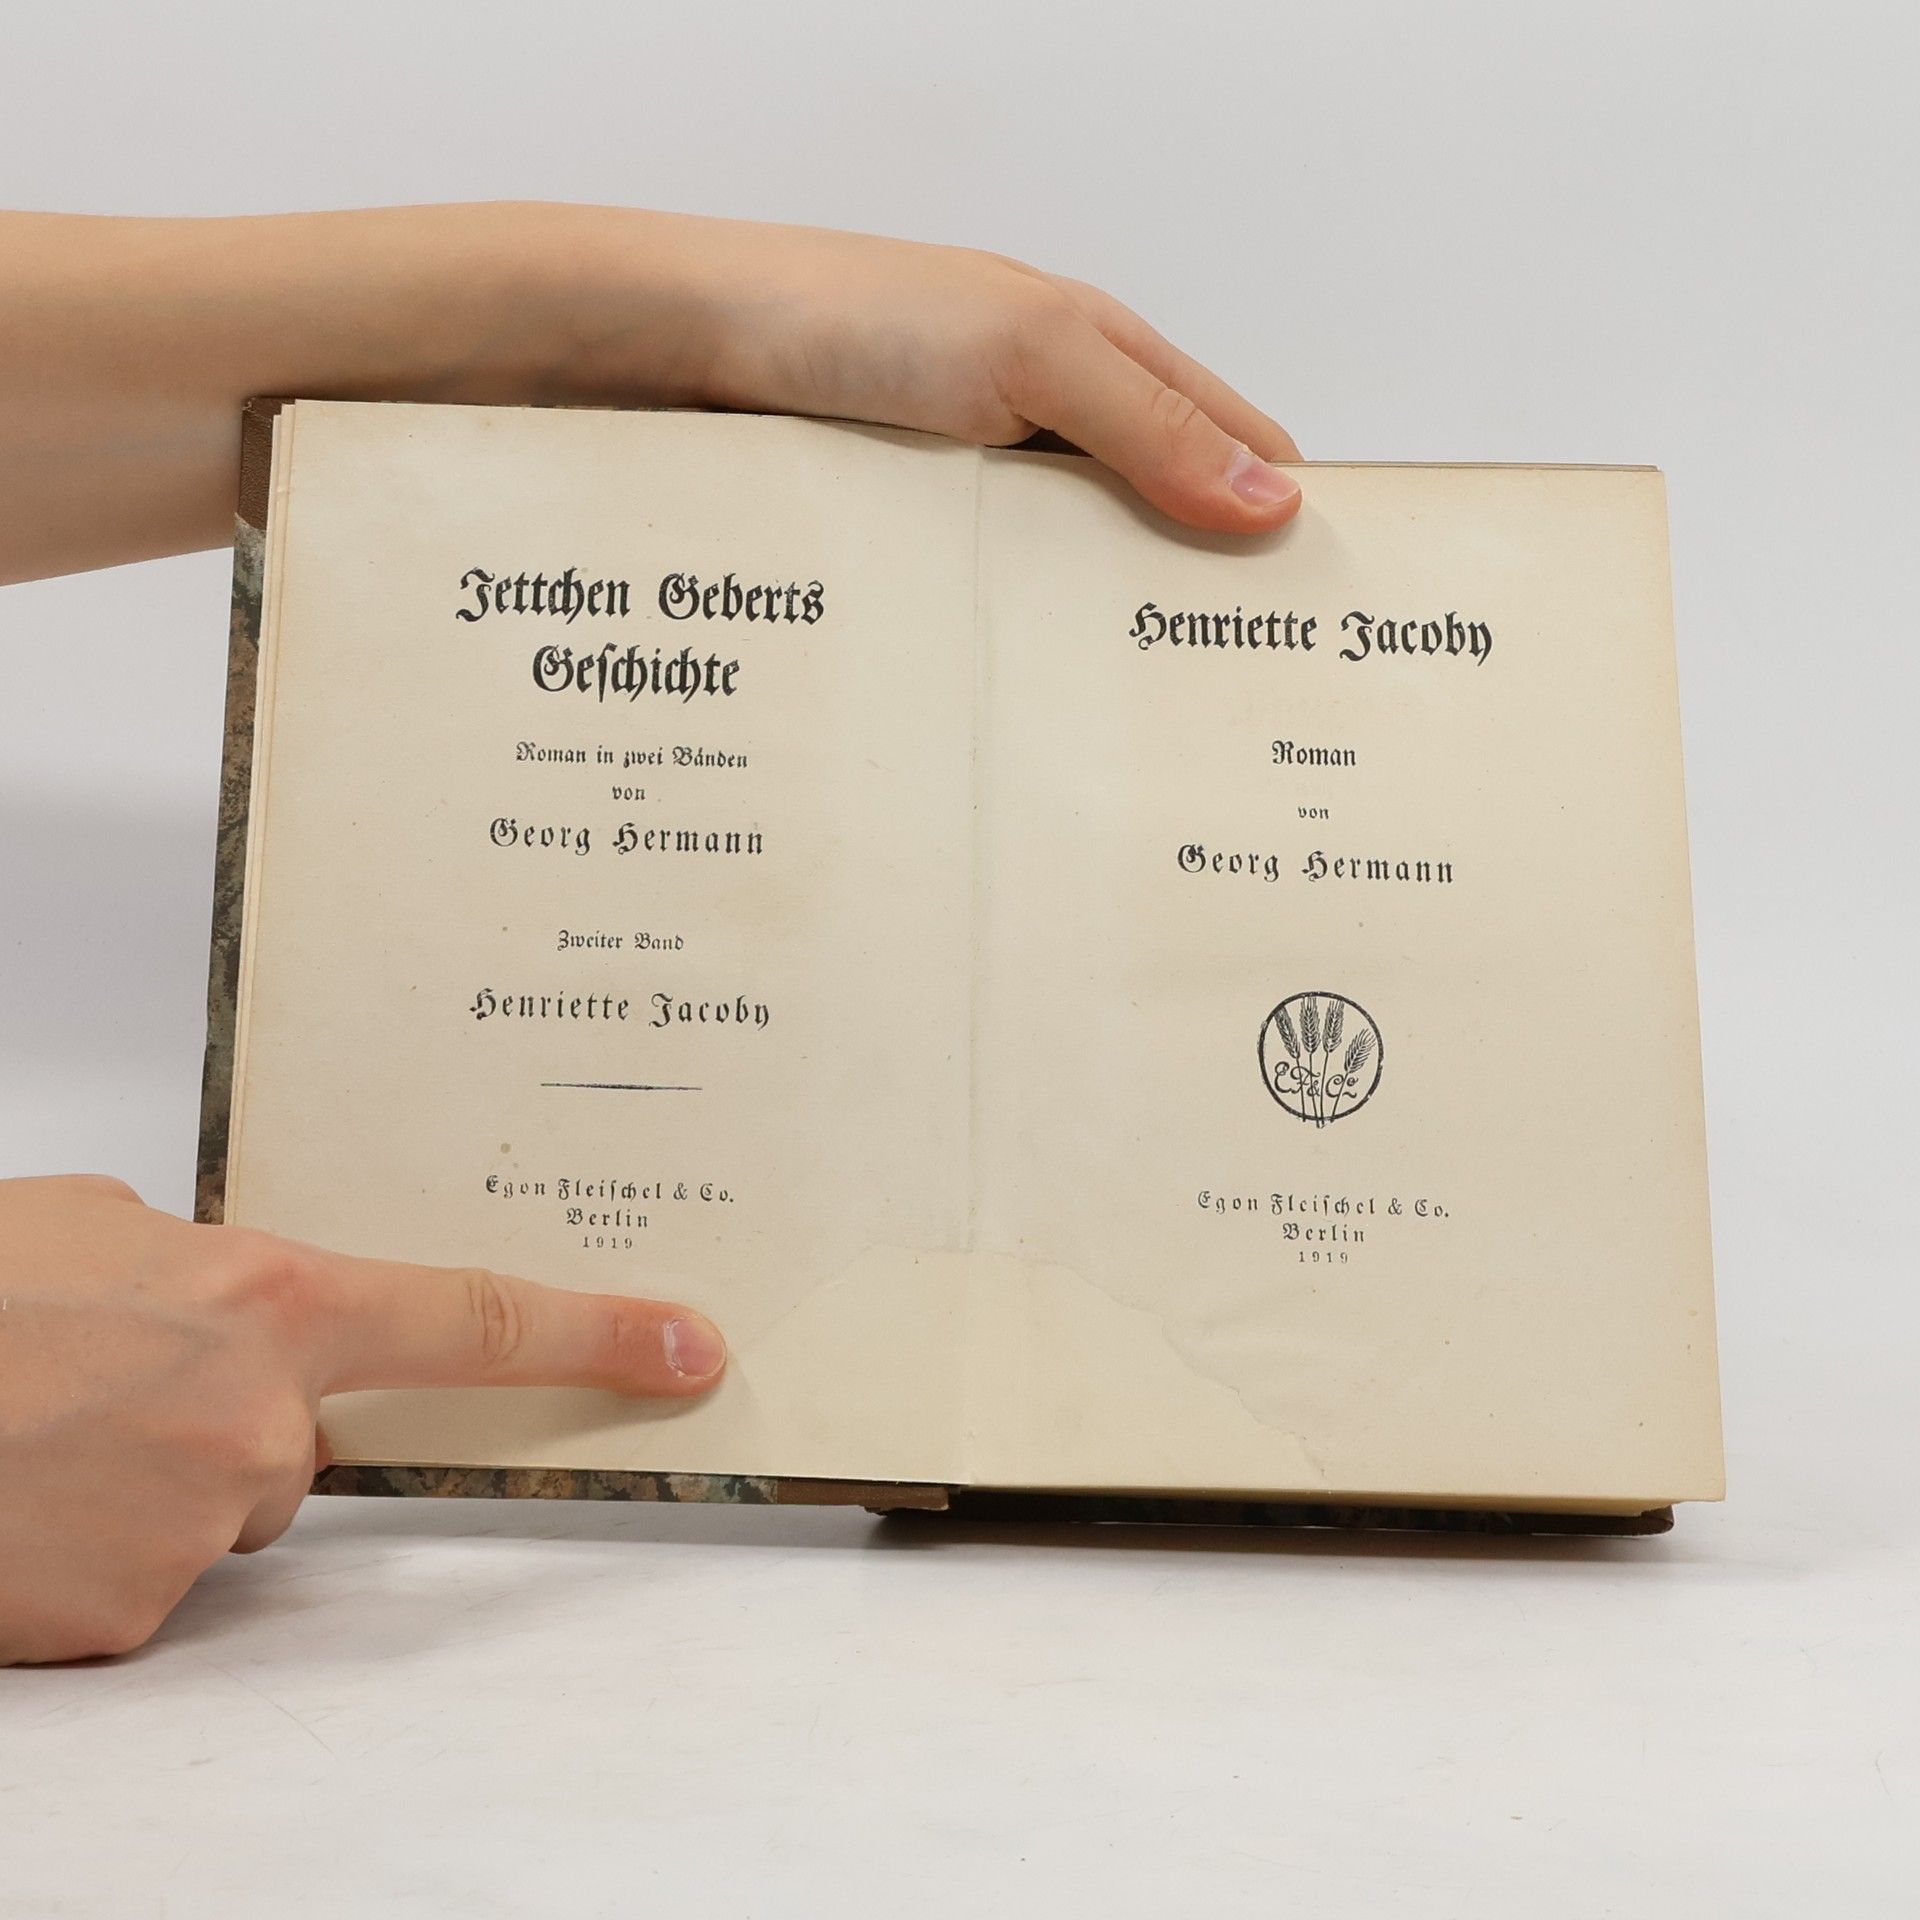 Jettchen Geberts
Geſchichte
Roman in zwei Bänden
von
Georg Hermann
Zweiter Band
Henriette Jacoby
Egon Fleiſchel & Co.
Berlin
1919
Henriette Jacoby
Roman
von
Georg Hermann
E F & Co
Egon Fleiſchel & Co.
Berlin
1919